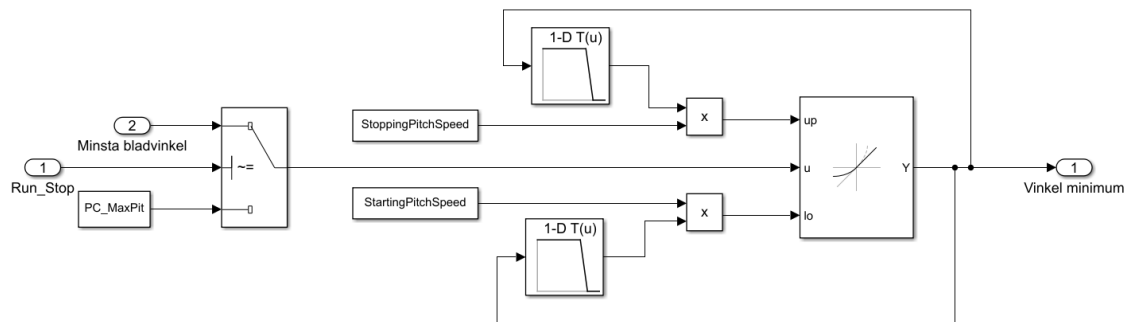 1-D T(u)
2
Minsta bladvinkel
~=
1
Run_Stop
PC_MaxPit
StoppingPitchSpeed
x
up
u
Y
lo
1
Vinkel minimum
StartingPitchSpeed
x
1-D T(u)